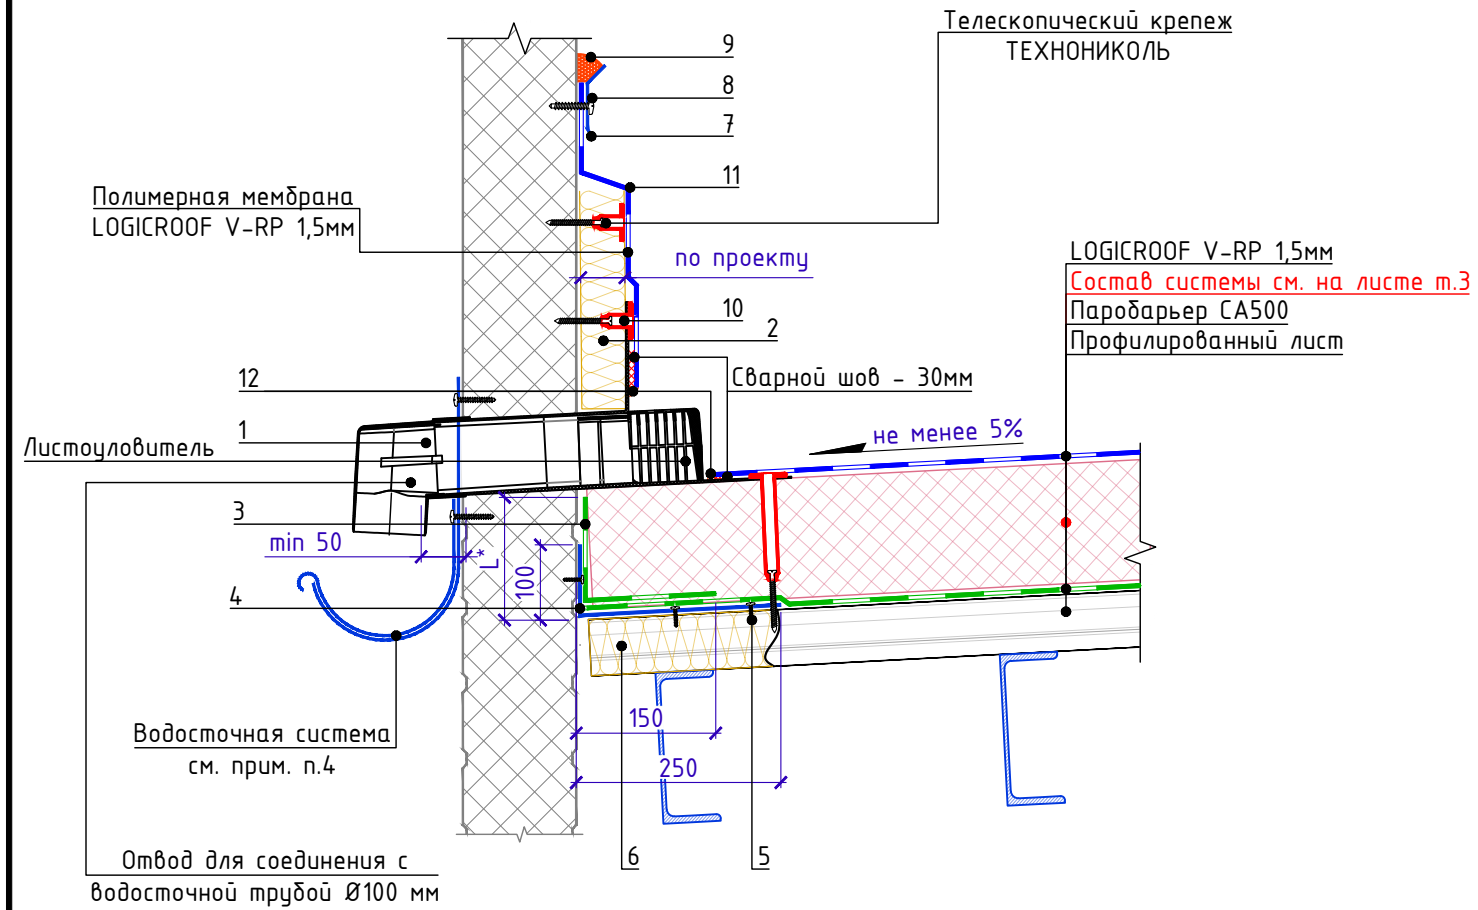 Телескопический крепеж
ТЕХНОНИКОЛЬ
9
8
7
11
Полимерная мембрана
LOGICROOF V-RP 1,5мм
по проекту
LOGICROOF V-RP 1,5мм
Состав системы см. на листе т.3
Паробарьер СА500
Профилированный лист
10
2
12
Сварной шов - 30мм
1
Листоуловитель
не менее 5%
3
min 50
L*
100
4
150
Водосточная система
см. прим. п.4
250
6
5
Отвод для соединения с
водосточной трубой Ø100 мм